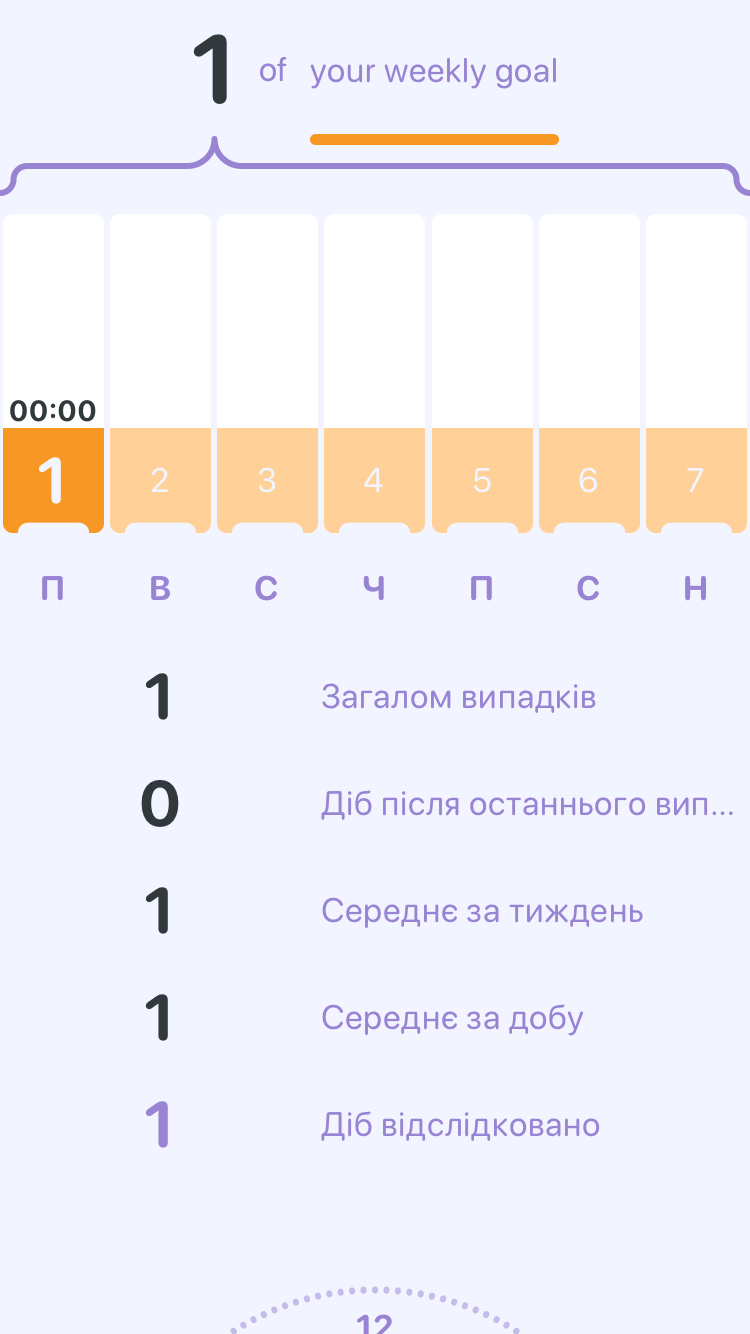 1 of your weekly goal
00:00
1 2 3 4 5 6 7
П В С Ч П С Н
1 Загалом випадків
0 Діб після останнього вип...
1 Середнє за тиждень
1 Середнє за добу
1 Діб відслідковано
12